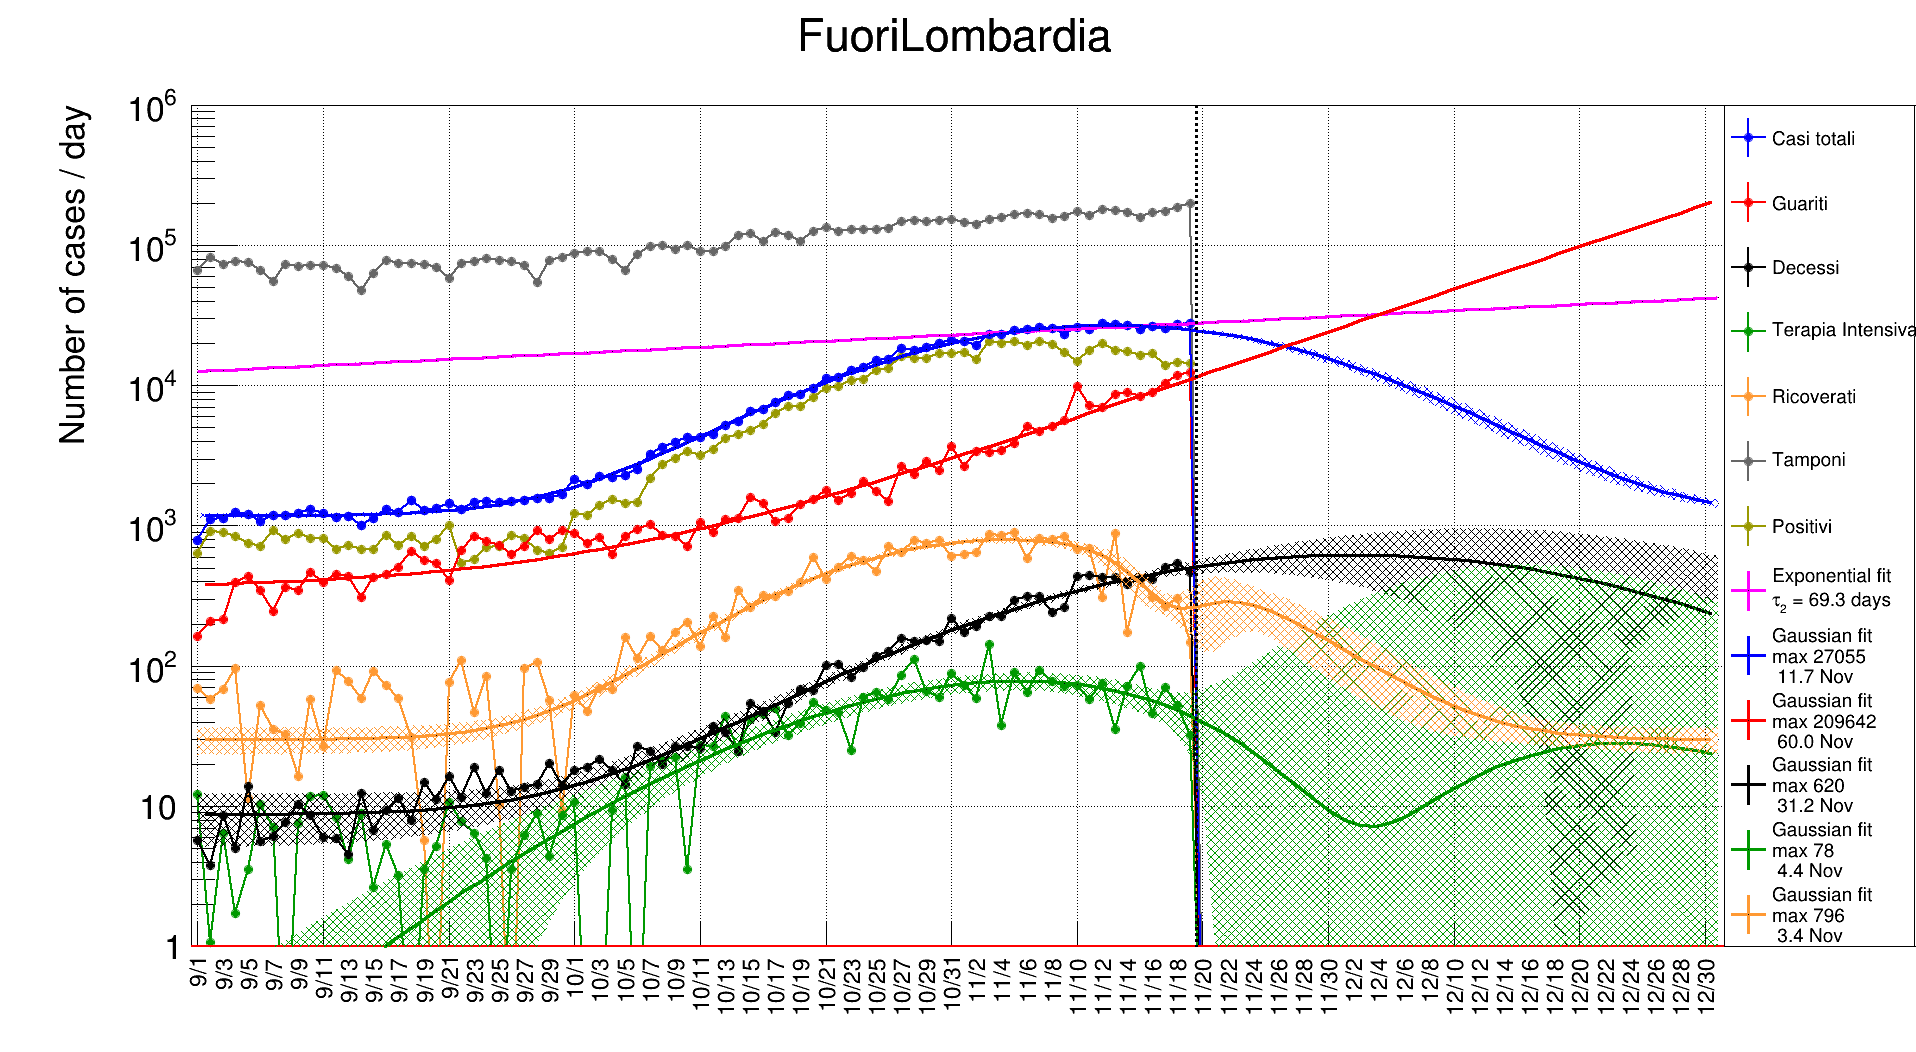 FuoriLombardia
Number of cases / day
10^6
10^5
10^4
10^3
10^2
10
1
9/1
9/3
9/5
9/7
9/9
9/11
9/13
9/15
9/17
9/19
9/21
9/23
9/25
9/27
9/29
10/1
10/3
10/5
10/7
10/9
10/11
10/13
10/15
10/17
10/19
10/21
10/23
10/25
10/27
10/29
10/31
11/2
11/4
11/6
11/8
11/10
11/12
11/14
11/16
11/18
11/20
11/22
11/24
11/26
11/28
11/30
12/2
12/4
12/6
12/8
12/10
12/12
12/14
12/16
12/18
12/20
12/22
12/24
12/26
12/28
12/30
Casi totali
Guariti
Decessi
Terapia Intensiva
Ricoverati
Tamponi
Positivi
Exponential fit
τ₂ = 69.3 days
Gaussian fit
max 27055
11.7 Nov
Gaussian fit
max 209642
60.0 Nov
Gaussian fit
max 620
31.2 Nov
Gaussian fit
max 78
4.4 Nov
Gaussian fit
max 796
3.4 Nov